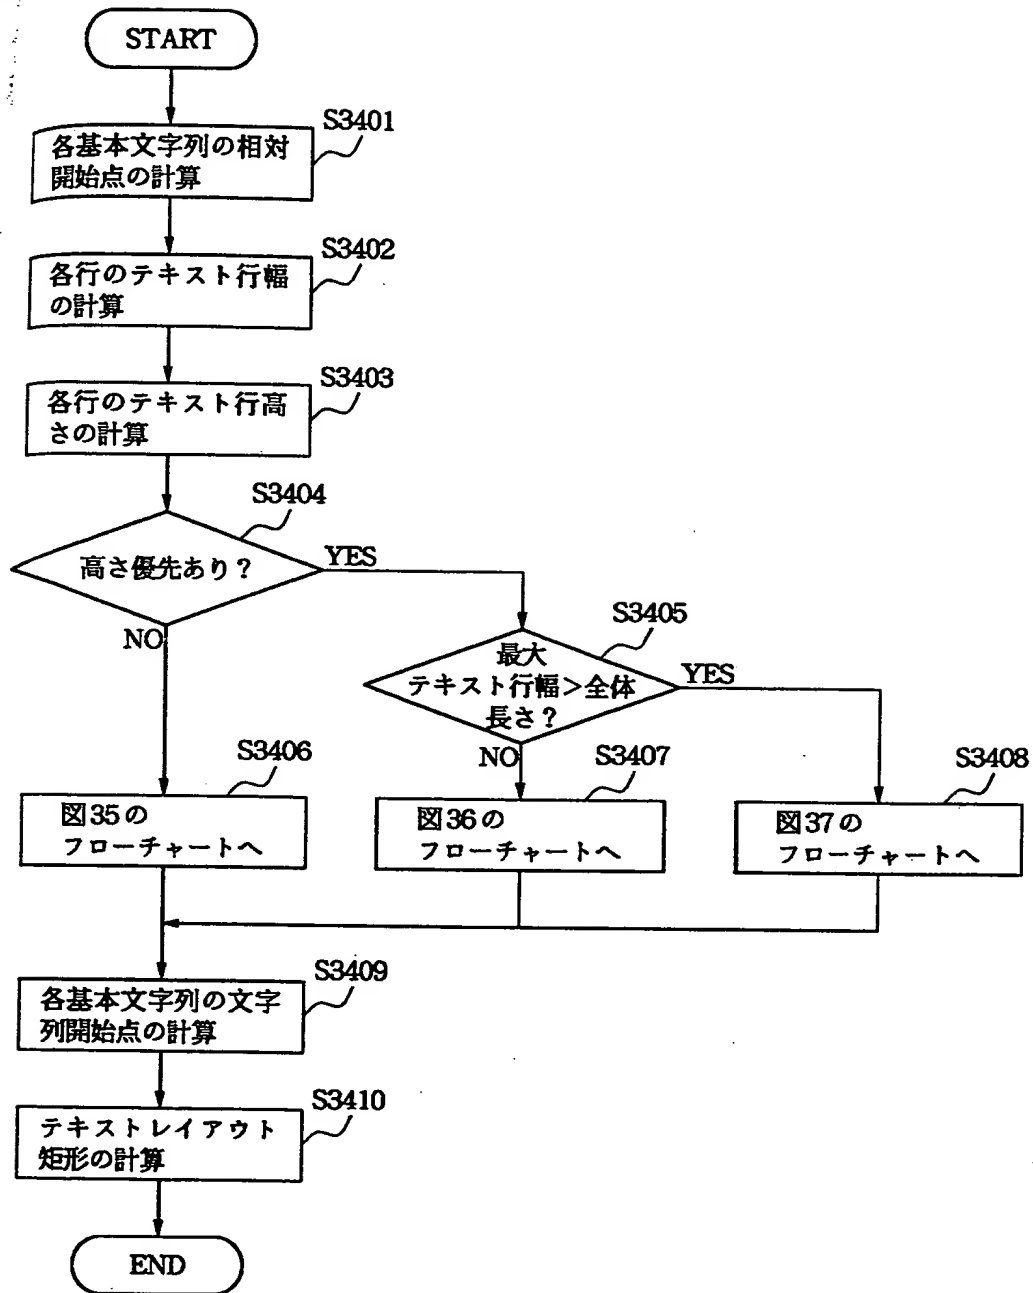 START
S3401
各基本文字列の相対
開始点の計算
S3402
各行のテキスト行幅
の計算
S3403
各行のテキスト行高
さの計算
S3404
高さ優先あり?
YES
NO
S3405
最大
テキスト行幅>全体
長さ?
YES
NO
S3406
図35の
フローチャートへ
S3407
図36の
フローチャートへ
S3408
図37の
フローチャートへ
S3409
各基本文字列の文字
列開始点の計算
S3410
テキストレイアウト
矩形の計算
END